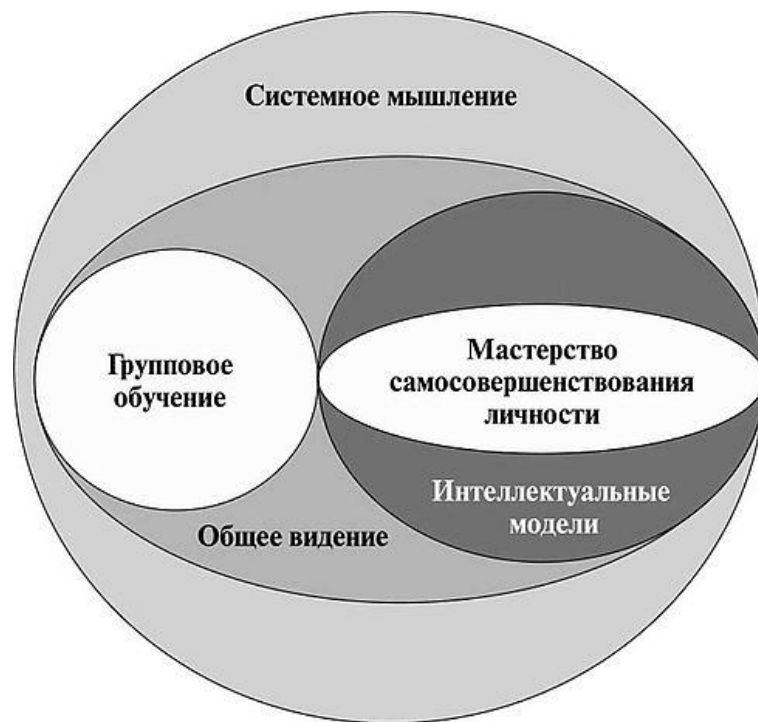 Системное мышление
Групповое
обучение
Мастерство
самосовершенствования
личности
Интеллектуальные
модели
Общее видение